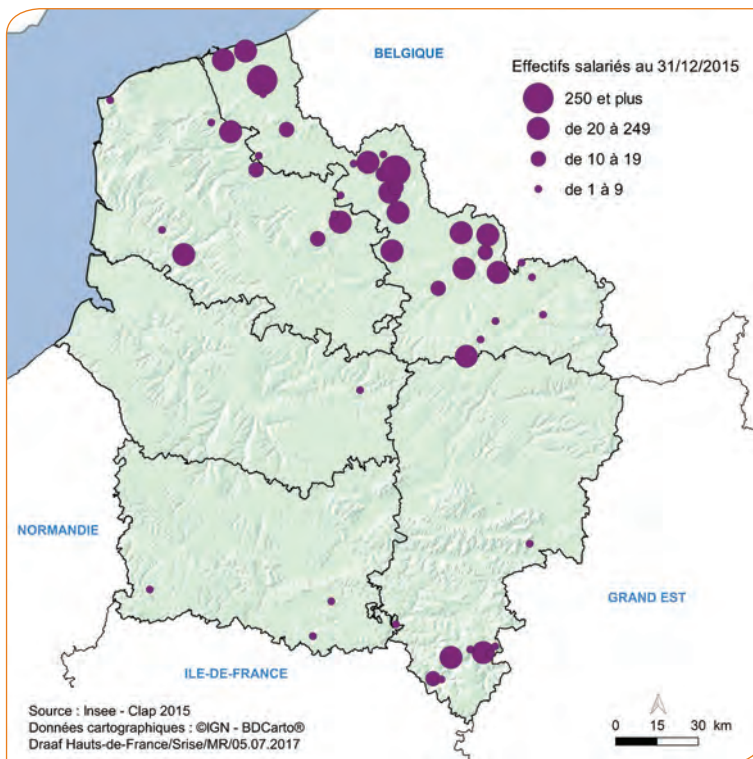 BELGIQUE
Effectifs salariés au 31/12/2015
250 et plus
de 20 à 249
de 10 à 19
de 1 à 9
NORMANDIE
GRAND EST
ILE-DE-FRANCE
Source : Insee - Clap 2015
Données cartographiques : ©IGN - BDCarto®
Draaf Hauts-de-France/Srise/MR/05.07.2017
0 15 30 km